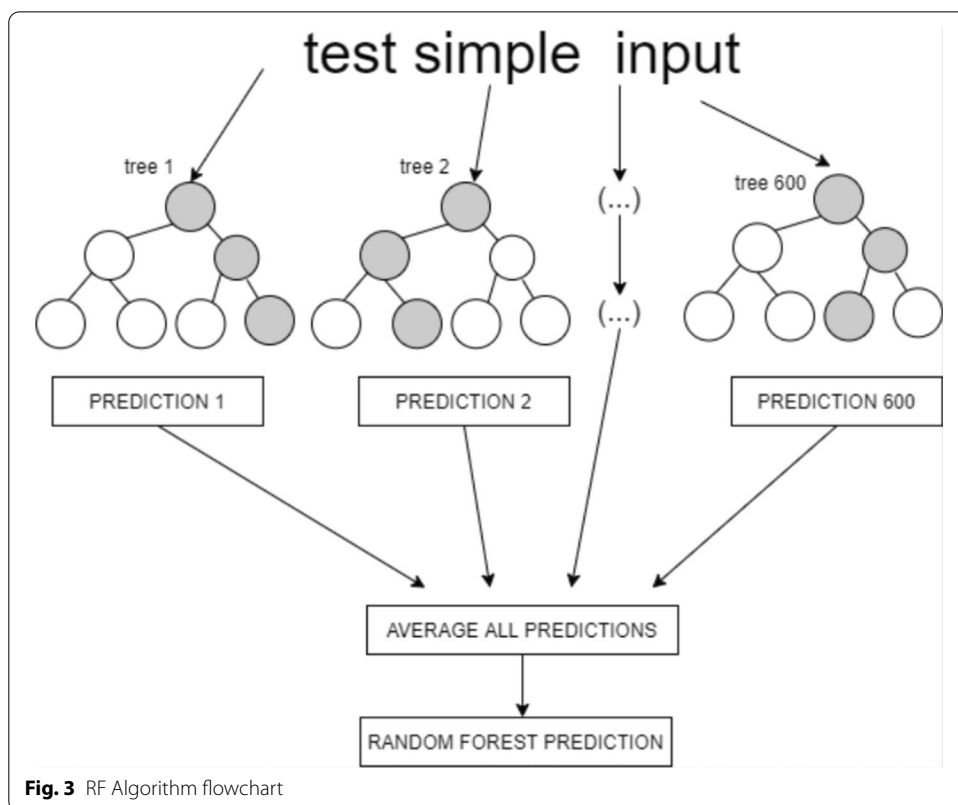 test simple input
tree 1
tree 2
(...)
tree 600
(...)
PREDICTION 1
PREDICTION 2
PREDICTION 600
AVERAGE ALL PREDICTIONS
RANDOM FOREST PREDICTION
Fig. 3 RF Algorithm flowchart